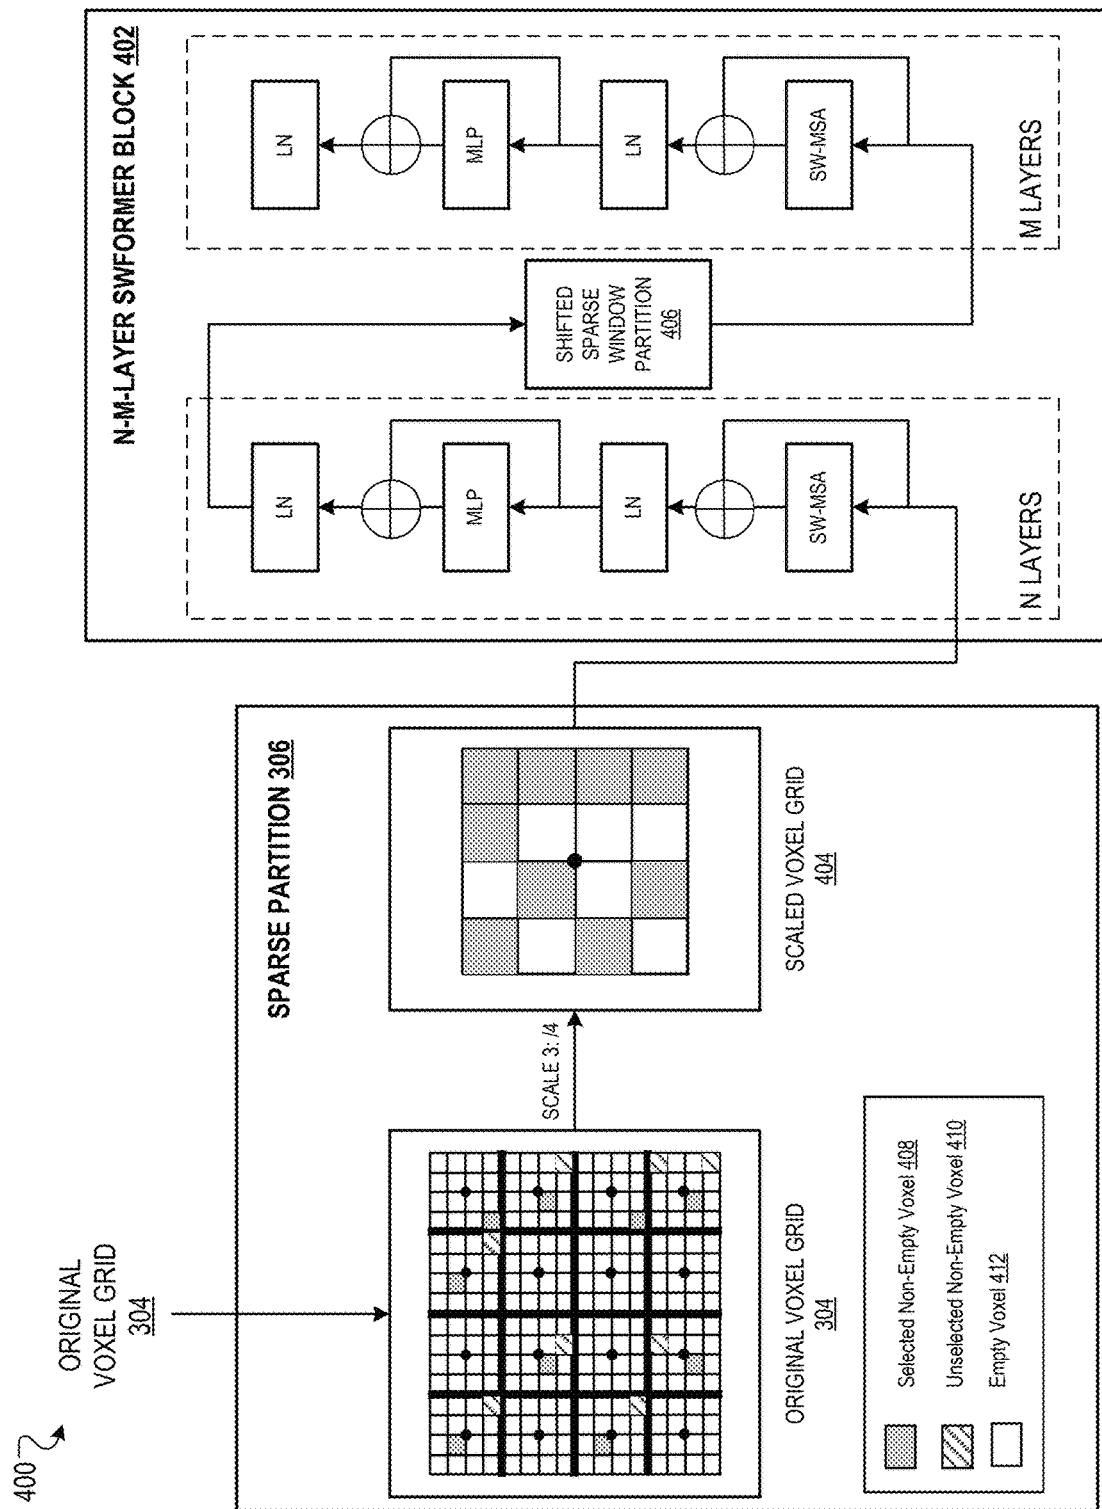 400
ORIGINAL
VOXEL GRID
304
SPARSE PARTITION 306
ORIGINAL VOXEL GRID
304
SCALE 3: /4
SCALED VOXEL GRID
404
Selected Non-Empty Voxel 408
Unselected Non-Empty Voxel 410
Empty Voxel 412
N-M-LAYER SWFORMER BLOCK 402
LN
MLP
LN
SW-MSA
N LAYERS
SHIFTED
SPARSE
WINDOW
PARTITION
406
LN
MLP
LN
SW-MSA
M LAYERS